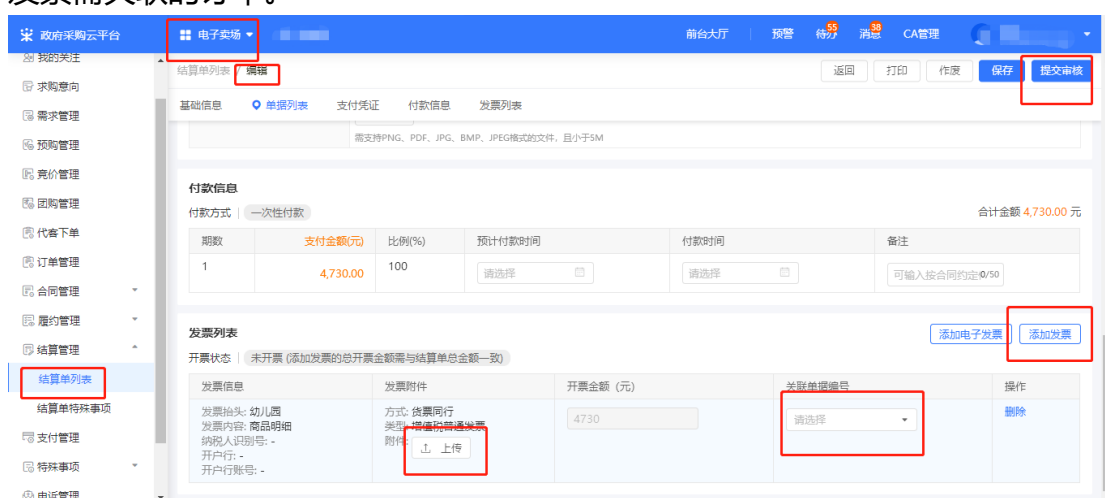 发票需关联的订单。
政府采购云平台
电子卖场
前台大厅
预警
待办
55
消息
38
CA管理
我的关注
求购意向
需求管理
预购管理
竞价管理
团购管理
代客下单
订单管理
合同管理
履约管理
结算管理
结算单列表
结算单特殊事项
支付管理
特殊事项
申诉管理
结算单列表 / 编辑
返回
打印
作废
保存
提交审核
基础信息
单据列表
支付凭证
付款信息
发票列表
需支持PNG、PDF、JPG、BMP、JPEG格式的文件，且小于5M
付款信息
付款方式 一次性付款
合计金额 4,730.00 元
期数 支付金额(元) 比例(%) 预计付款时间 付款时间 备注
1 4,730.00 100 请选择 请选择 可输入按合同约定 0/50
发票列表
添加电子发票
添加发票
开票状态 未开票 (添加发票的总开票金额需与结算单总金额一致)
发票信息 发票附件 开票金额（元） 关联单据编号 操作
发票抬头: 幼儿园
发票内容: 商品明细
纳税人识别号: -
开户行: -
开户行账号: -
方式: 货票同行
类型: 增值税普通发票
附件: 上传
4730
请选择
删除